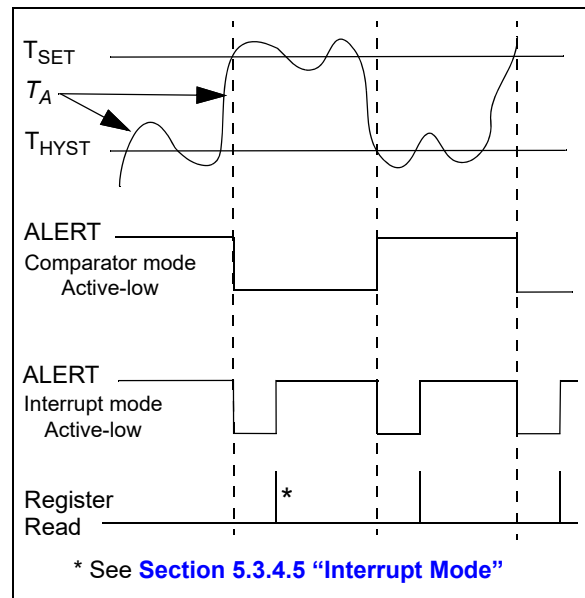 TSET
TA
THYST
ALERT
Comparator mode
Active-low
ALERT
Interrupt mode
Active-low
Register
Read
*
* See Section 5.3.4.5 “Interrupt Mode”